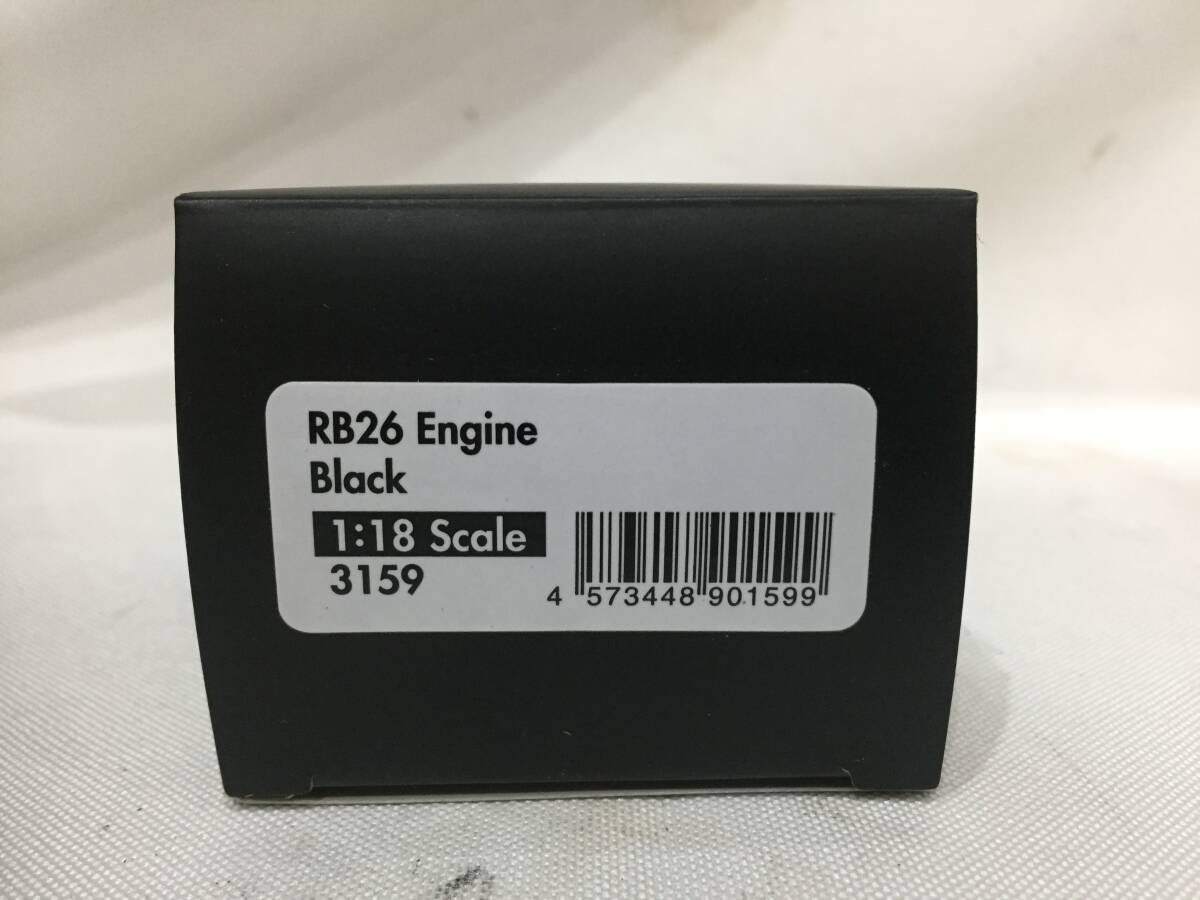 RB26 Engine
Black
1:18 Scale
3159
4 573448 901599